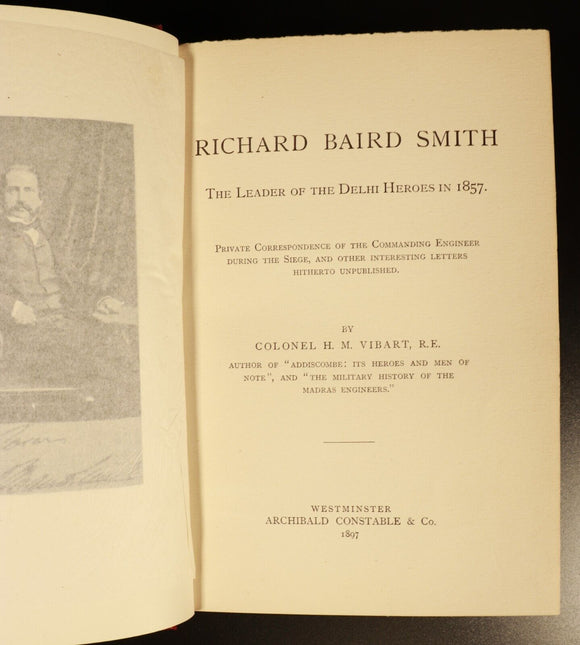 RICHARD BAIRD SMITH
THE LEADER OF THE DELHI HEROES IN 1857.
PRIVATE CORRESPONDENCE OF THE COMMANDING ENGINEER
DURING THE SIEGE, AND OTHER INTERESTING LETTERS
HITHERTO UNPUBLISHED.
BY
COLONEL H. M. VIBART, R.E.
AUTHOR OF "ADDISCOMBE: ITS HEROES AND MEN OF
NOTE", AND "THE MILITARY HISTORY OF THE
MADRAS ENGINEERS."
WESTMINSTER
ARCHIBALD CONSTABLE & Co.
1897